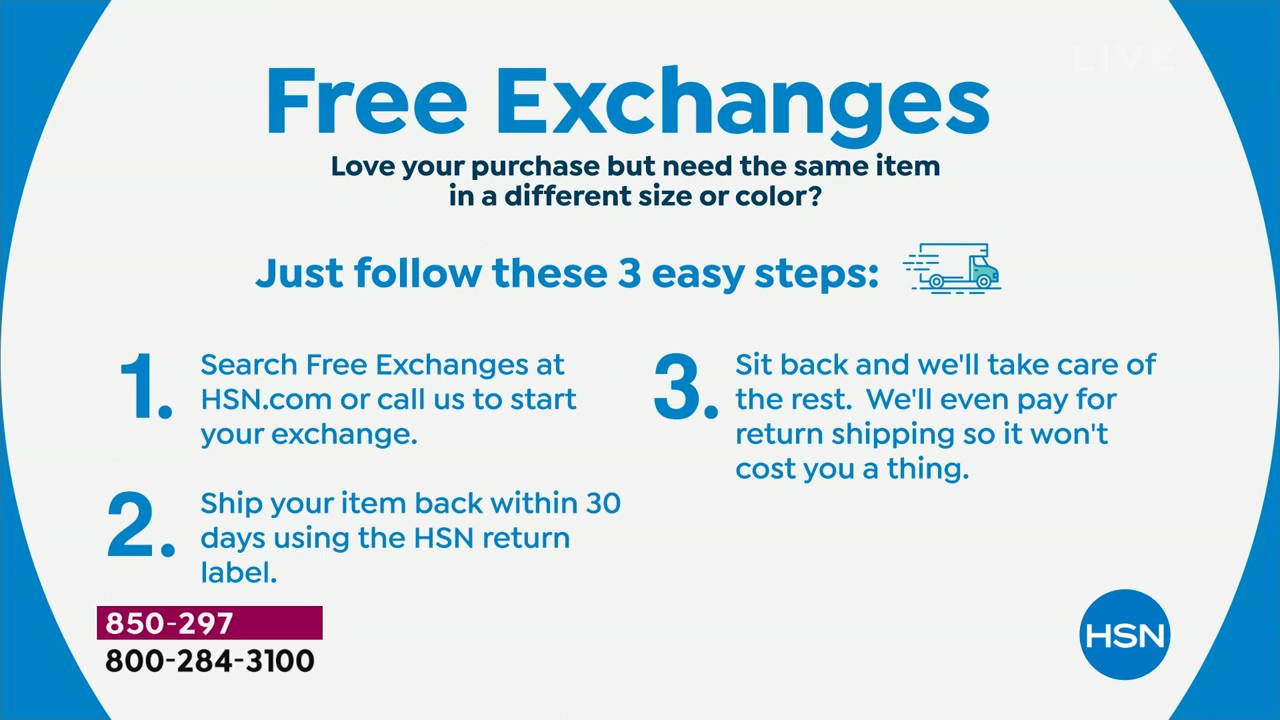 LIVE
Free Exchanges
Love your purchase but need the same item
in a different size or color?
Just follow these 3 easy steps:
1. Search Free Exchanges at
HSN.com or call us to start
your exchange.
2. Ship your item back within 30
days using the HSN return
label.
3. Sit back and we'll take care of
the rest.  We'll even pay for
return shipping so it won't
cost you a thing.
850-297
800-284-3100
HSN